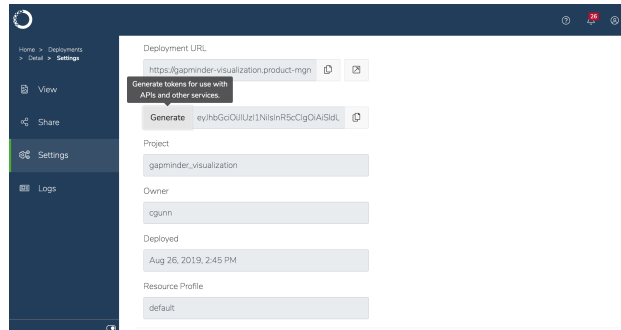 26
Home > Deployments
> Detail > Settings
Deployment URL
https://gapminder-visualization.product-mgn
Generate tokens for use with
APIs and other services.
View
Generate
Share
Project
Settings
gapminder_visualization
Logs
Owner
cgunn
Deployed
Aug 26, 2019, 2:45 PM
Resource Profile
default